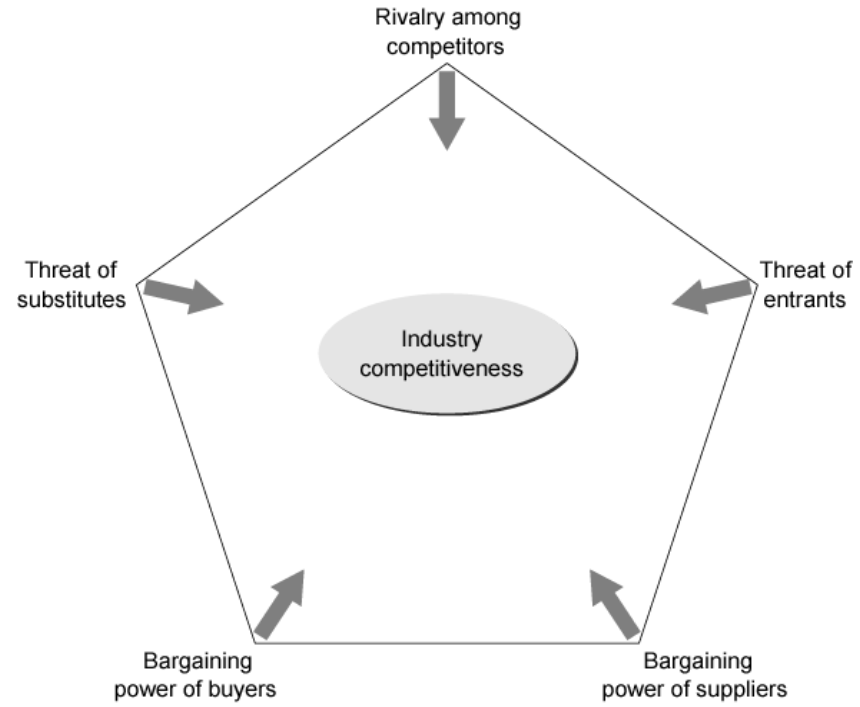 Rivalry among
competitors
Threat of
substitutes
Threat of
entrants
Industry
competitiveness
Bargaining
power of buyers
Bargaining
power of suppliers